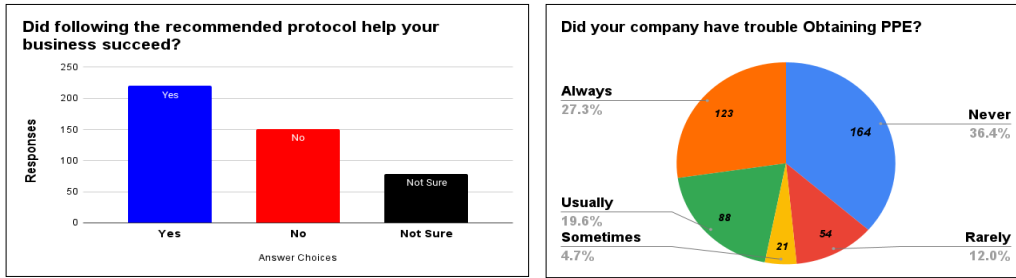 Did following the recommended protocol help your
business succeed?
250
200
150
100
50
0
Responses
Yes
No
Not Sure
Yes
No
Not Sure
Answer Choices
Did your company have trouble Obtaining PPE?
Always
27.3%
123
164
Never
36.4%
Usually
19.6%
88
Sometimes
4.7%
21
54
Rarely
12.0%